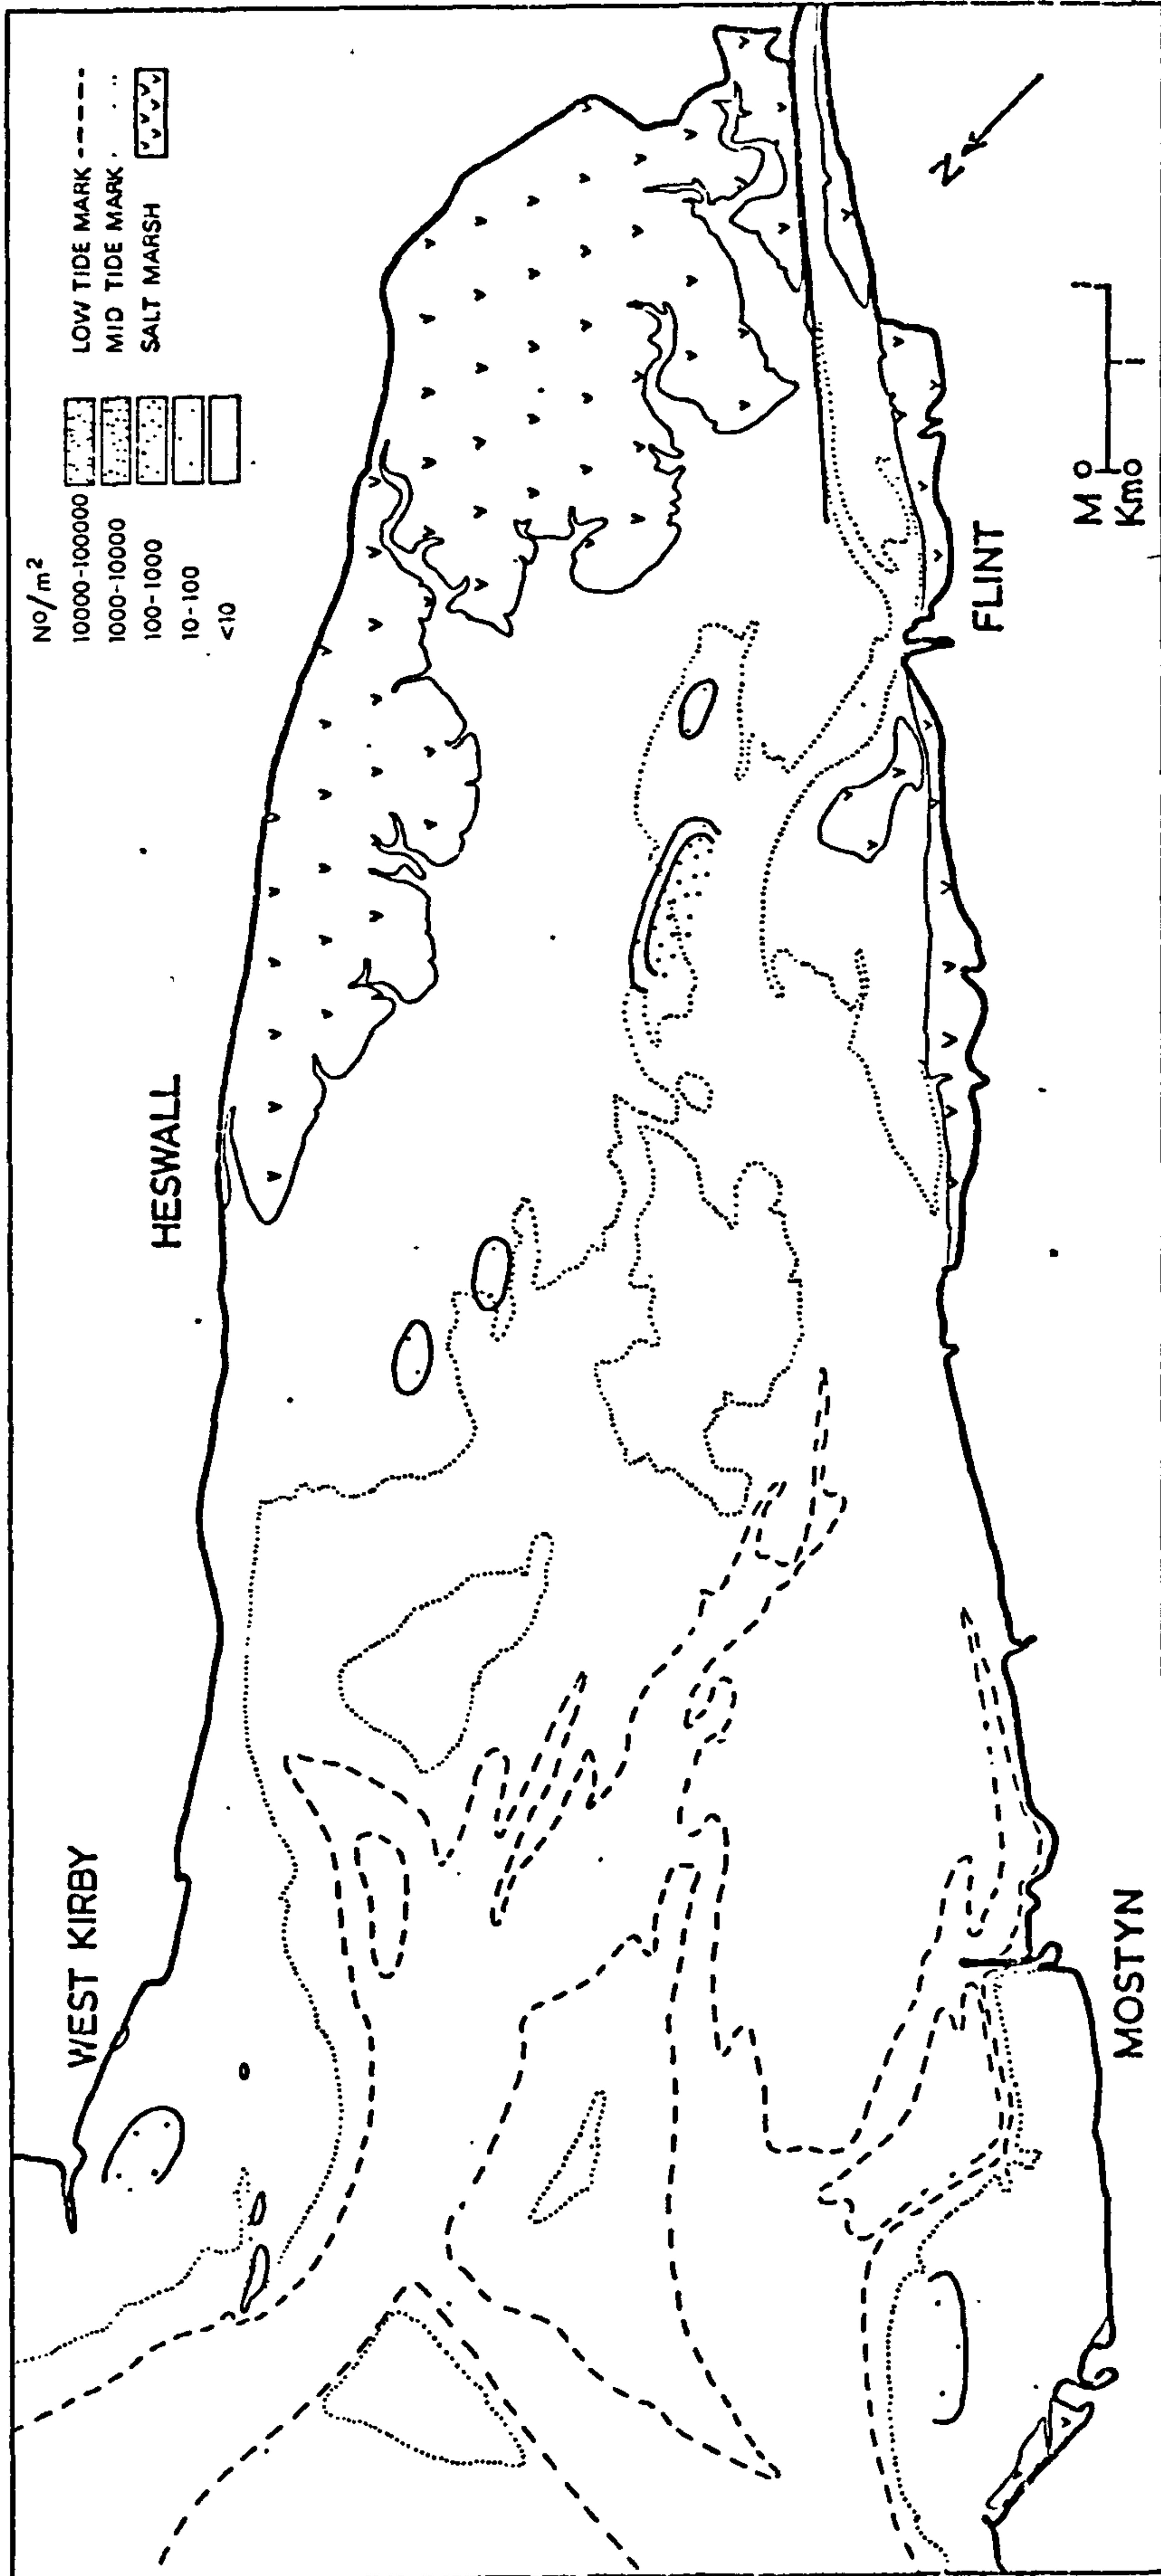 No/m²
10000-100000
1000-10000
100-1000
10-100
<10
LOW TIDE MARK
MID TIDE MARK
SALT MARSH
WEST KIRBY
HESWALL
FLINT
MOSTYN
N
M 0 1
Km 0 1